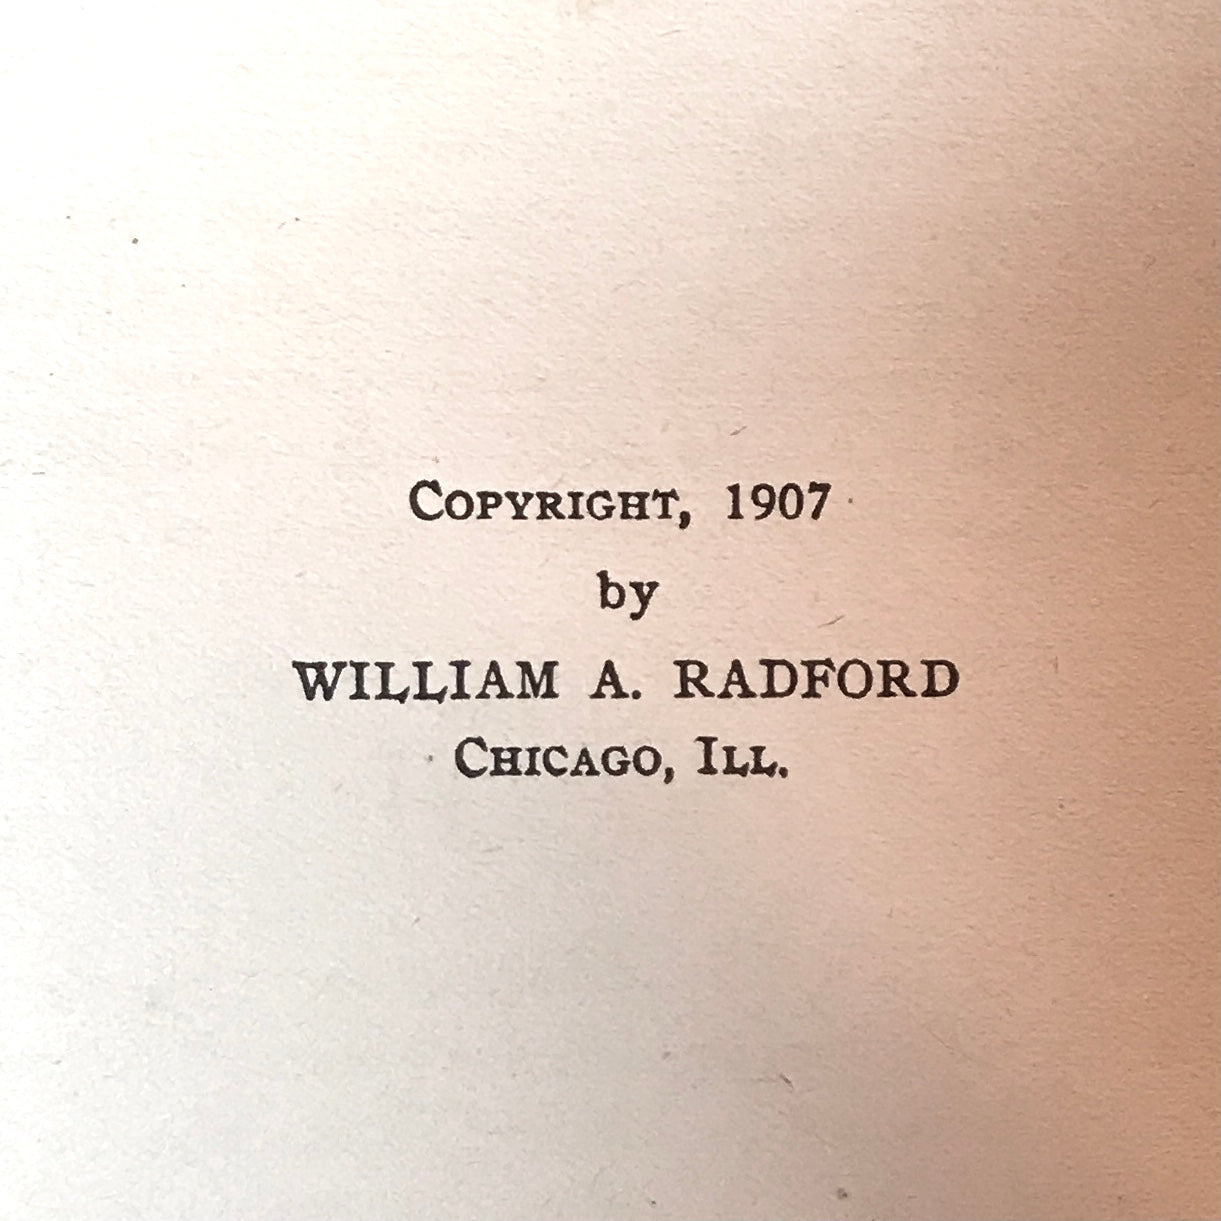 Copyright, 1907
by
WILLIAM A. RADFORD
Chicago, Ill.